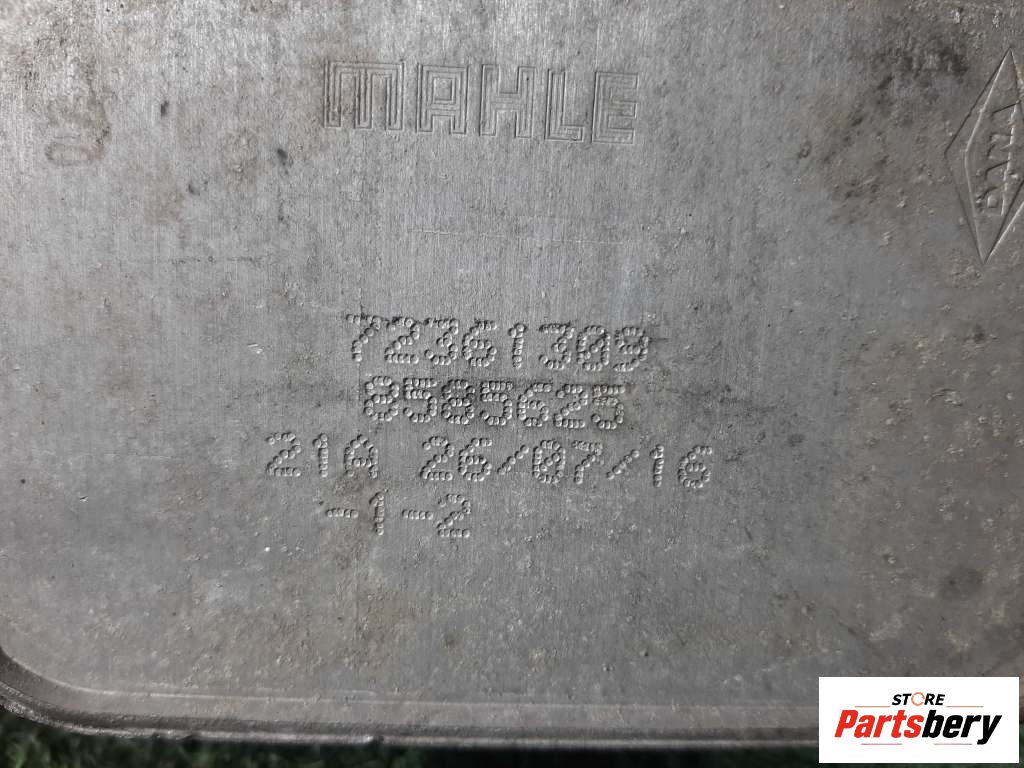 MAHLE
72361309
8585625
21A 26/07/16
-1-2
STORE
Partsbery